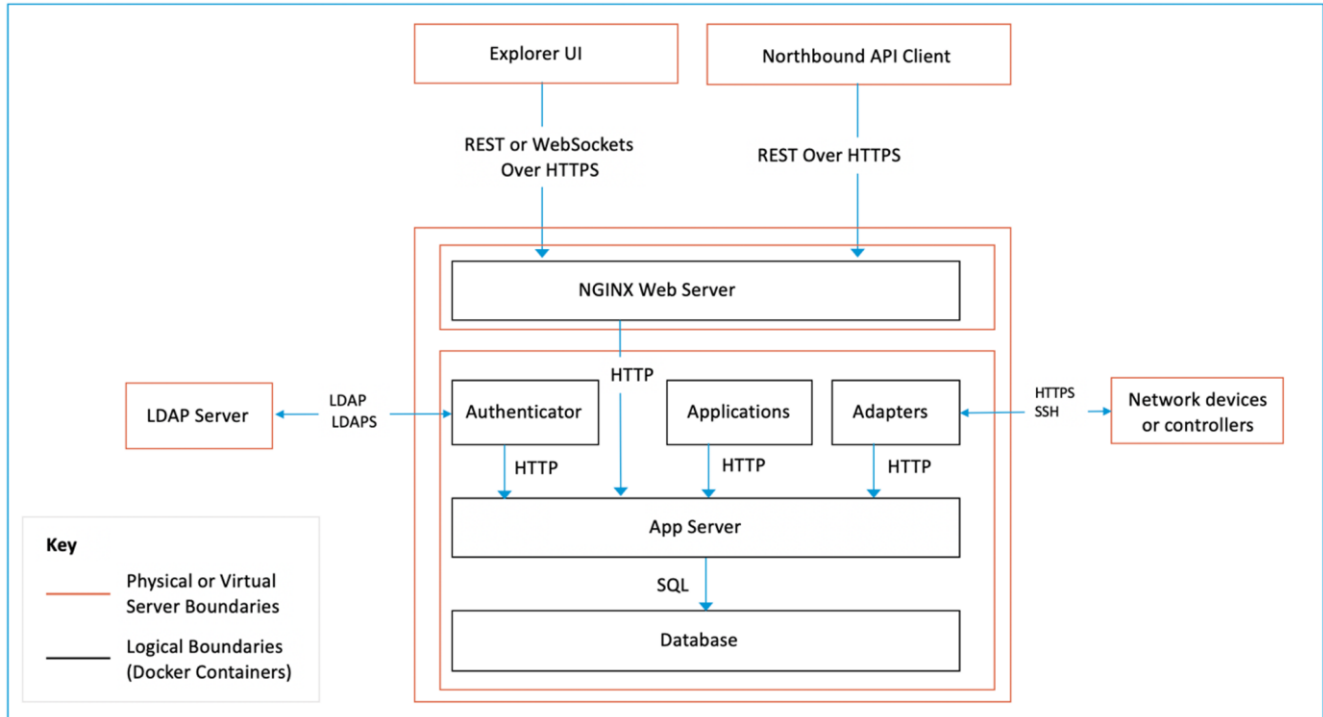 Explorer UI
Northbound API Client
REST or WebSockets
Over HTTPS
REST Over HTTPS
NGINX Web Server
HTTP
LDAP Server
LDAP
LDAPS
Authenticator
Applications
Adapters
HTTPS
SSH
Network devices
or controllers
HTTP
HTTP
HTTP
App Server
SQL
Database
Key
Physical or Virtual
Server Boundaries
Logical Boundaries
(Docker Containers)